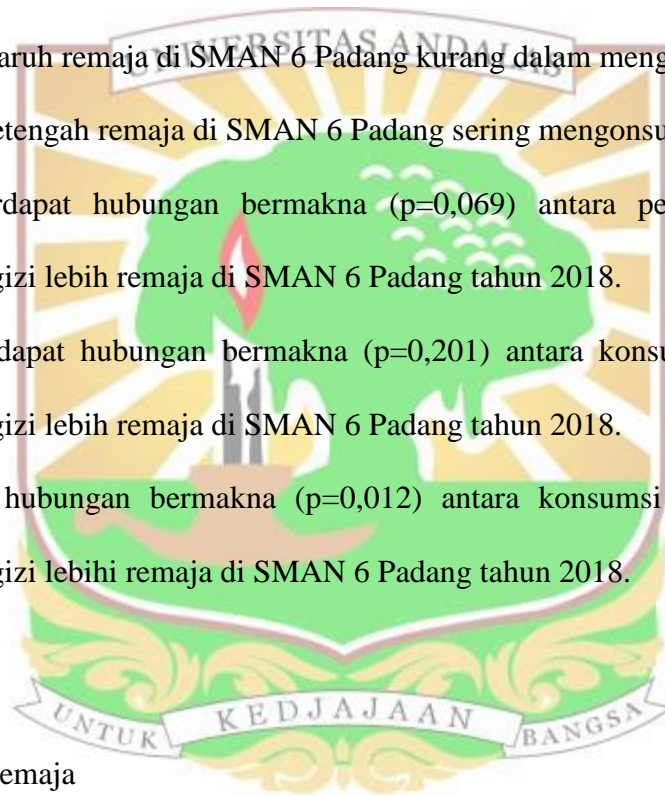 UNIVERSITAS ANDALAS
aruh remaja di SMAN 6 Padang kurang dalam meng
etengah remaja di SMAN 6 Padang sering mengonsu
rdapat hubungan bermakna (p=0,069) antara pe
gizi lebih remaja di SMAN 6 Padang tahun 2018.
dapat hubungan bermakna (p=0,201) antara konsu
gizi lebih remaja di SMAN 6 Padang tahun 2018.
hubungan bermakna (p=0,012) antara konsumsi
gizi lebihi remaja di SMAN 6 Padang tahun 2018.
UNTUK KEDJAJAAN BANGSA
emaja